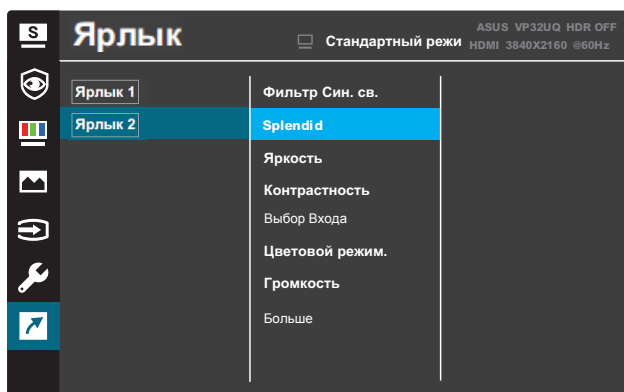 S
Ярлык
Стандартный режи
ASUS VP32UQ HDR OFF
HDMI 3840X2160 @60Hz
Ярлык 1
Ярлык 2
Фильтр Син. св.
Splendid
Яркость
Контрастность
Выбор Входа
Цветовой режим.
Громкость
Больше